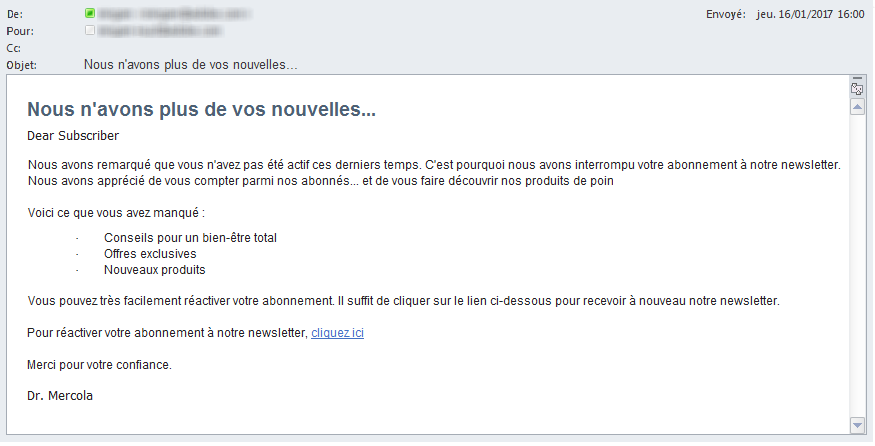 De:
Envoyé: jeu. 16/01/2017 16:00
Pour:
Cc:
Objet: Nous n'avons plus de vos nouvelles...
Nous n'avons plus de vos nouvelles...
Dear Subscriber
Nous avons remarqué que vous n'avez pas été actif ces derniers temps. C'est pourquoi nous avons interrompu votre abonnement à notre newsletter.
Nous avons apprécié de vous compter parmi nos abonnés... et de vous faire découvrir nos produits de poin
Voici ce que vous avez manqué :
- Conseils pour un bien-être total
- Offres exclusives
- Nouveaux produits
Vous pouvez très facilement réactiver votre abonnement. Il suffit de cliquer sur le lien ci-dessous pour recevoir à nouveau notre newsletter.
Pour réactiver votre abonnement à notre newsletter, cliquez ici
Merci pour votre confiance.
Dr. Mercola